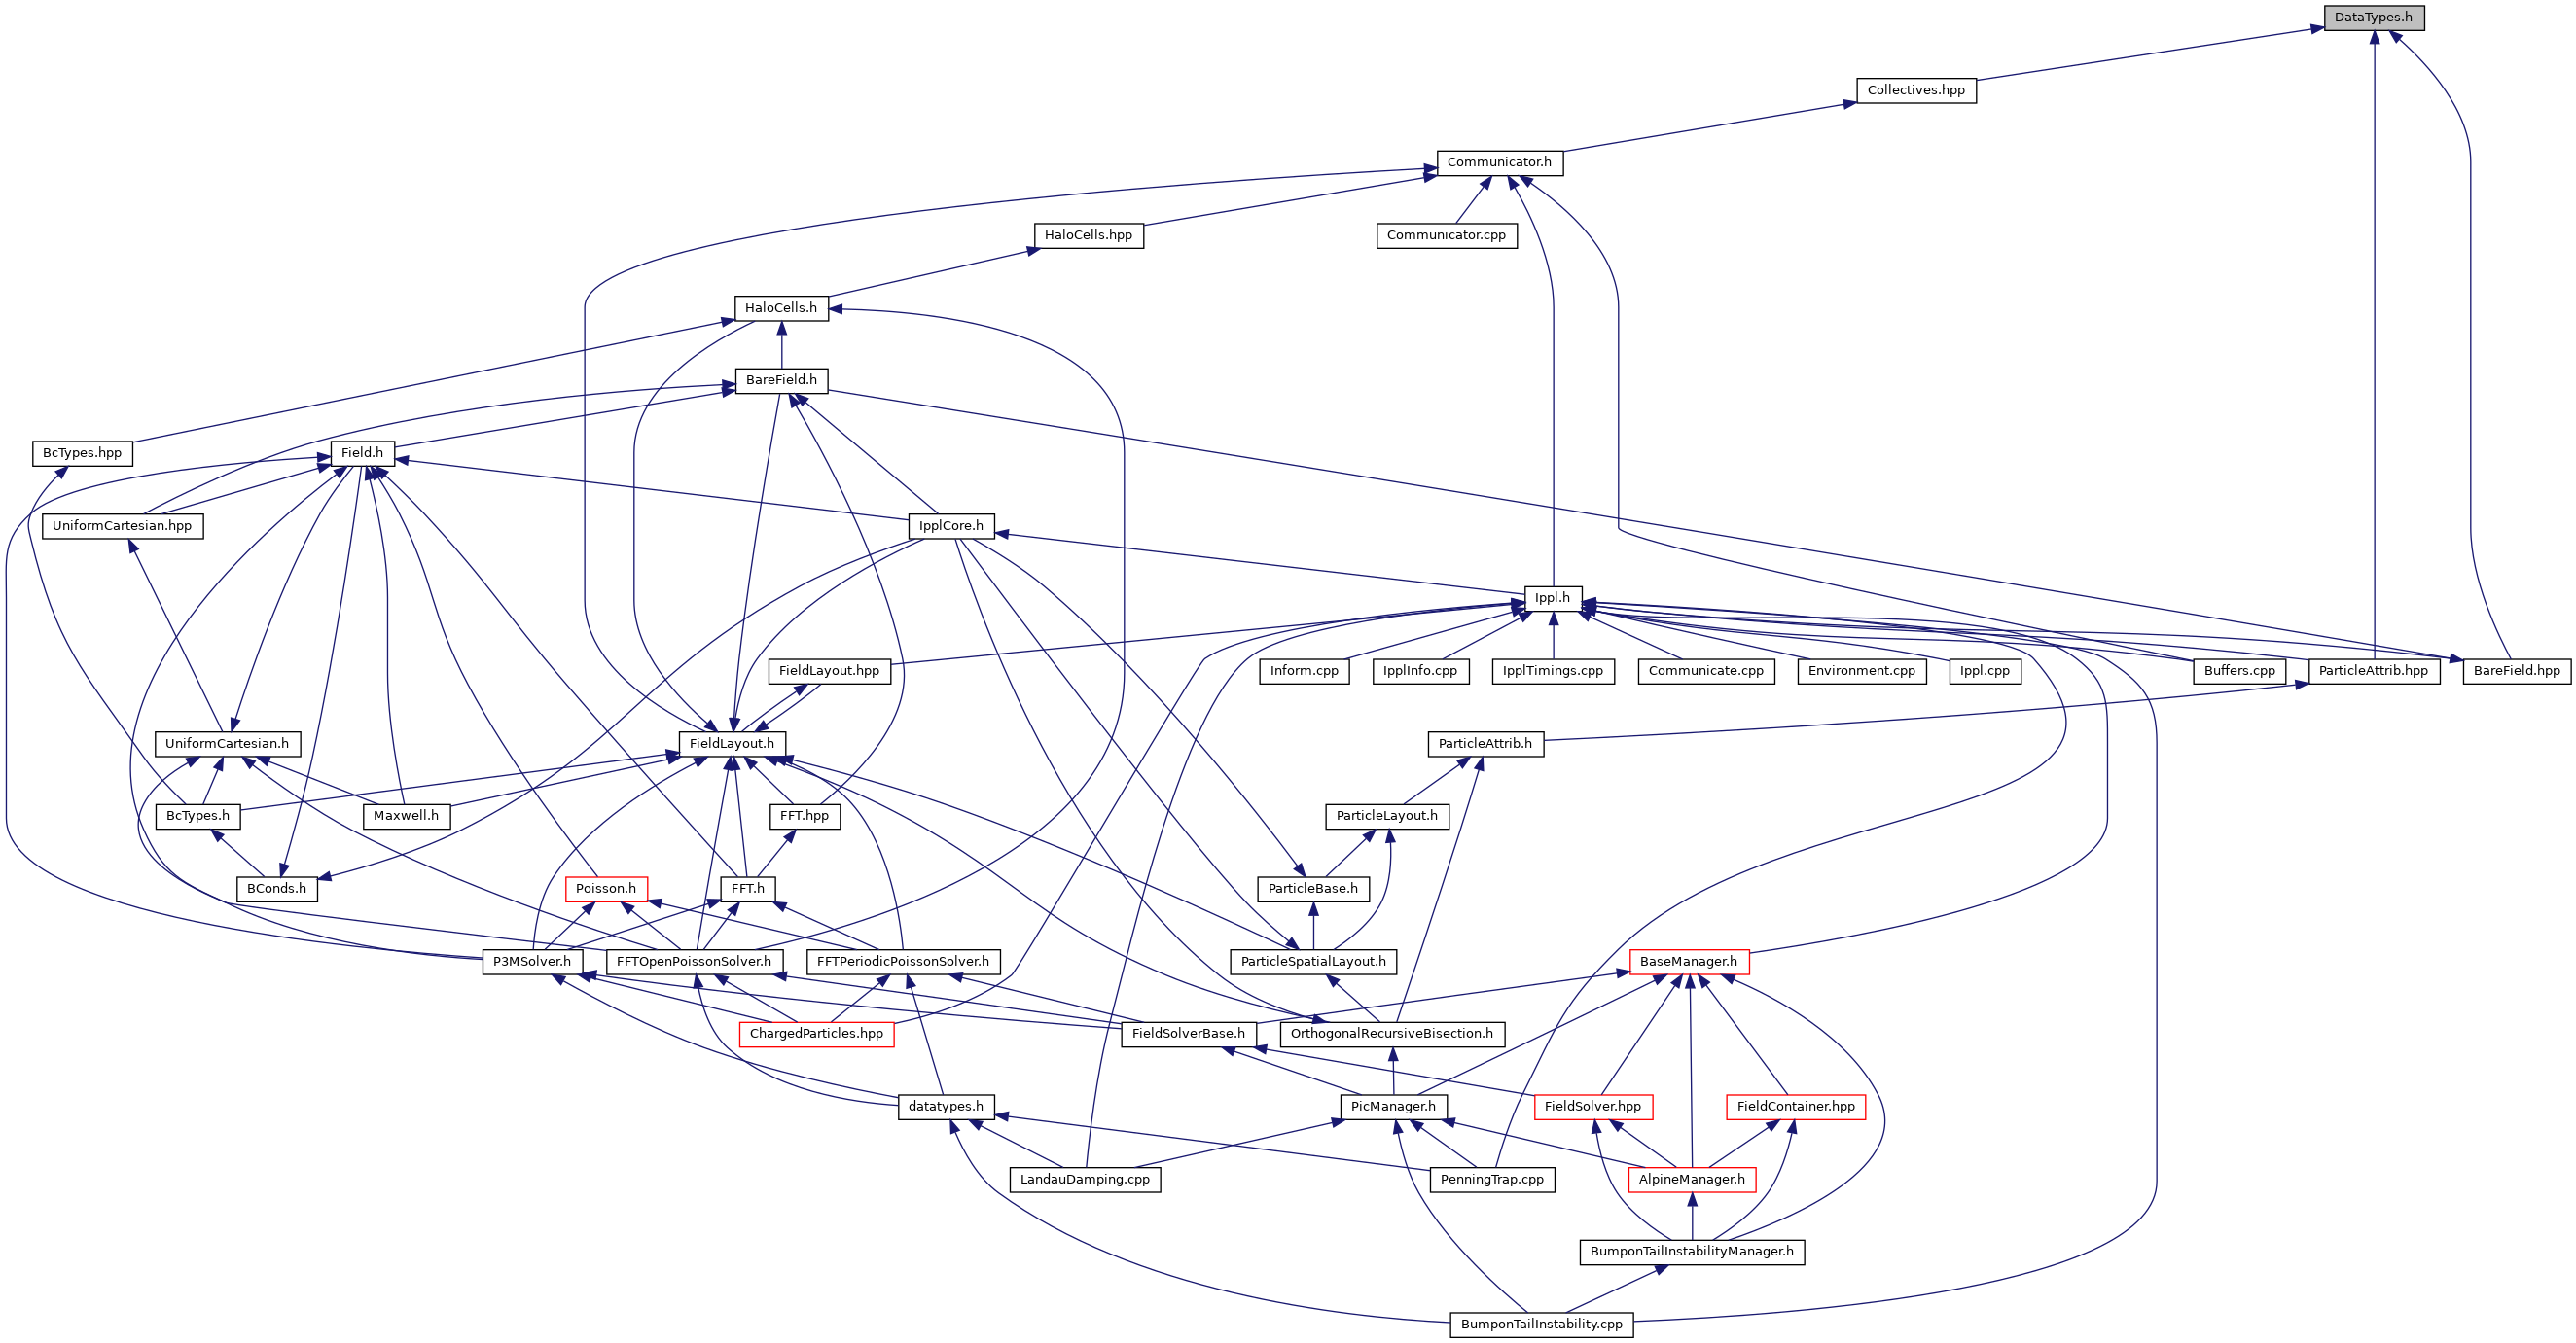 DataTypes.h
Collectives.hpp
Communicator.h
HaloCells.hpp
Communicator.cpp
HaloCells.h
BareField.h
BcTypes.hpp
Field.h
UniformCartesian.hpp
IpplCore.h
Ippl.h
FieldLayout.hpp
Inform.cpp
IpplInfo.cpp
IpplTimings.cpp
Communicate.cpp
Environment.cpp
Ippl.cpp
Buffers.cpp
ParticleAttrib.hpp
BareField.hpp
UniformCartesian.h
FieldLayout.h
ParticleAttrib.h
BcTypes.h
Maxwell.h
FFT.hpp
ParticleLayout.h
BConds.h
Poisson.h
FFT.h
ParticleBase.h
P3MSolver.h
FFTOpenPoissonSolver.h
FFTPeriodicPoissonSolver.h
ParticleSpatialLayout.h
BaseManager.h
ChargedParticles.hpp
FieldSolverBase.h
OrthogonalRecursiveBisection.h
datatypes.h
PicManager.h
FieldSolver.hpp
FieldContainer.hpp
LandauDamping.cpp
PenningTrap.cpp
AlpineManager.h
BumponTailInstabilityManager.h
BumponTailInstability.cpp